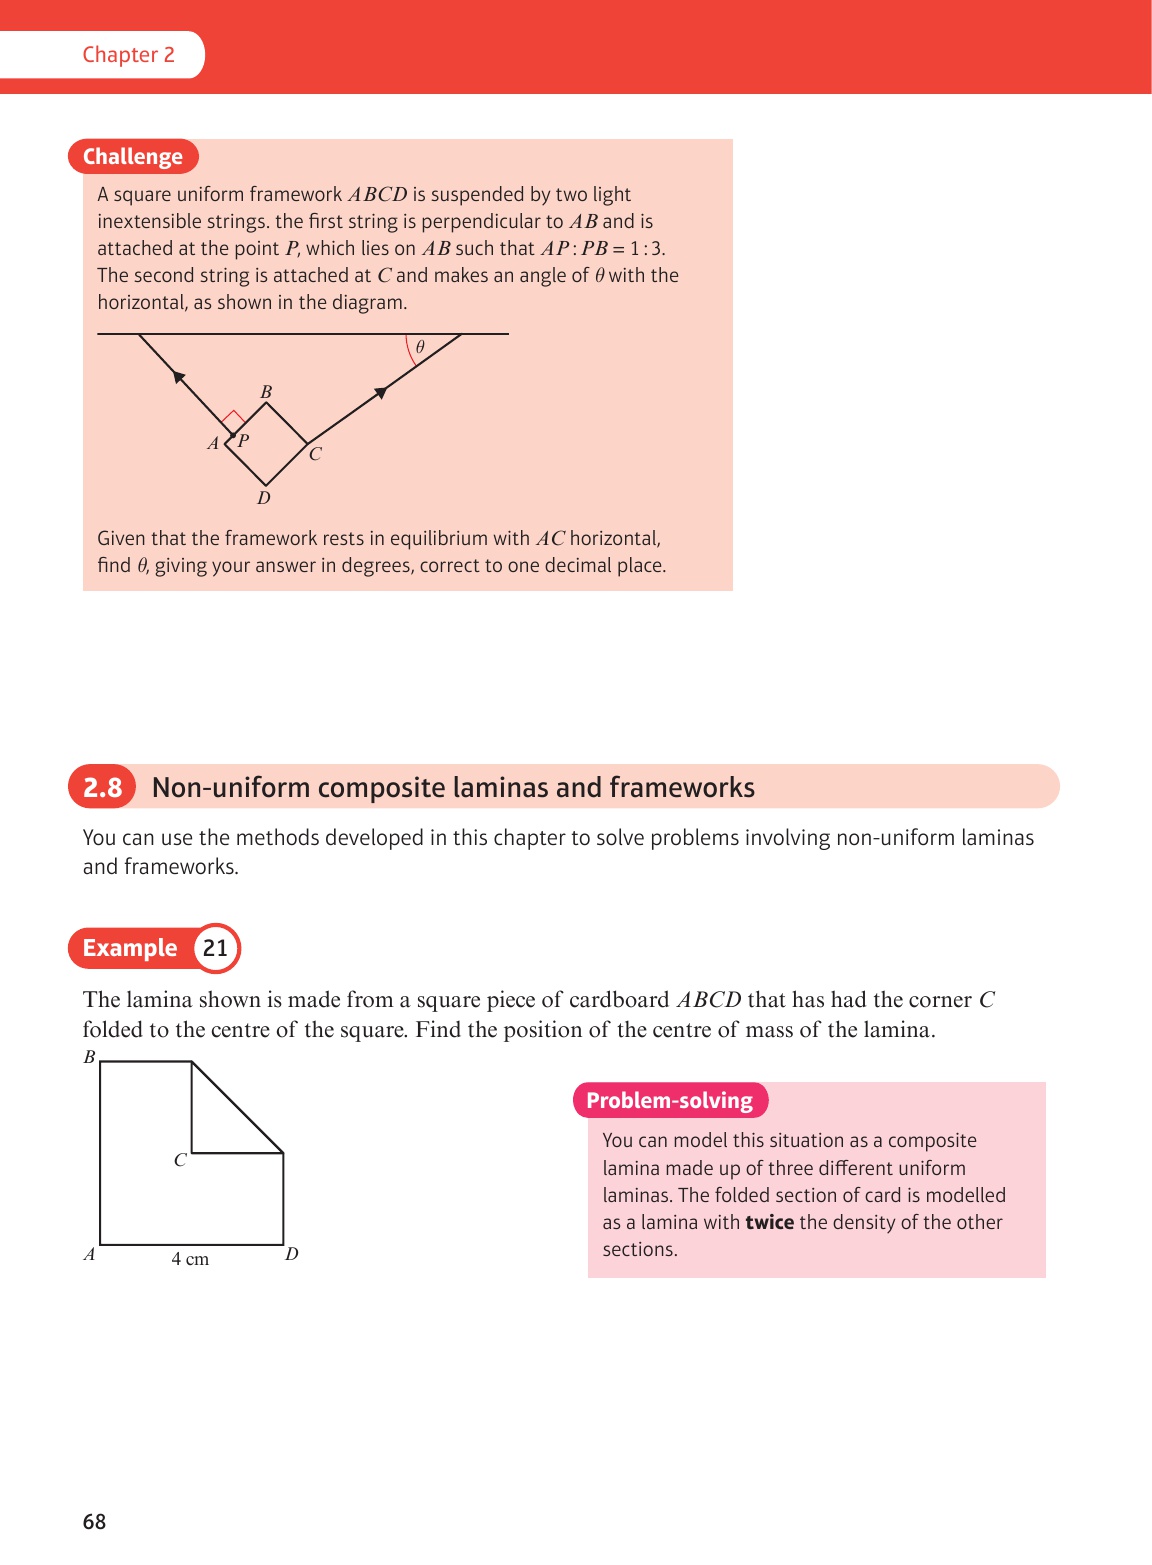 Chapter 2
Challenge
A square uniform framework ABCD is suspended by two light
inextensible strings. the first string is perpendicular to AB and is
attached at the point P, which lies on AB such that AP : PB = 1 : 3.
The second string is attached at C and makes an angle of θ with the
horizontal, as shown in the diagram.
θ
B
A
P
C
D
Given that the framework rests in equilibrium with AC horizontal,
find θ, giving your answer in degrees, correct to one decimal place.
2.8 Non-uniform composite laminas and frameworks
You can use the methods developed in this chapter to solve problems involving non-uniform laminas
and frameworks.
Example 21
The lamina shown is made from a square piece of cardboard ABCD that has had the corner C
folded to the centre of the square. Find the position of the centre of mass of the lamina.
B
C
A
4 cm
D
Problem-solving
You can model this situation as a composite
lamina made up of three different uniform
laminas. The folded section of card is modelled
as a lamina with twice the density of the other
sections.
68